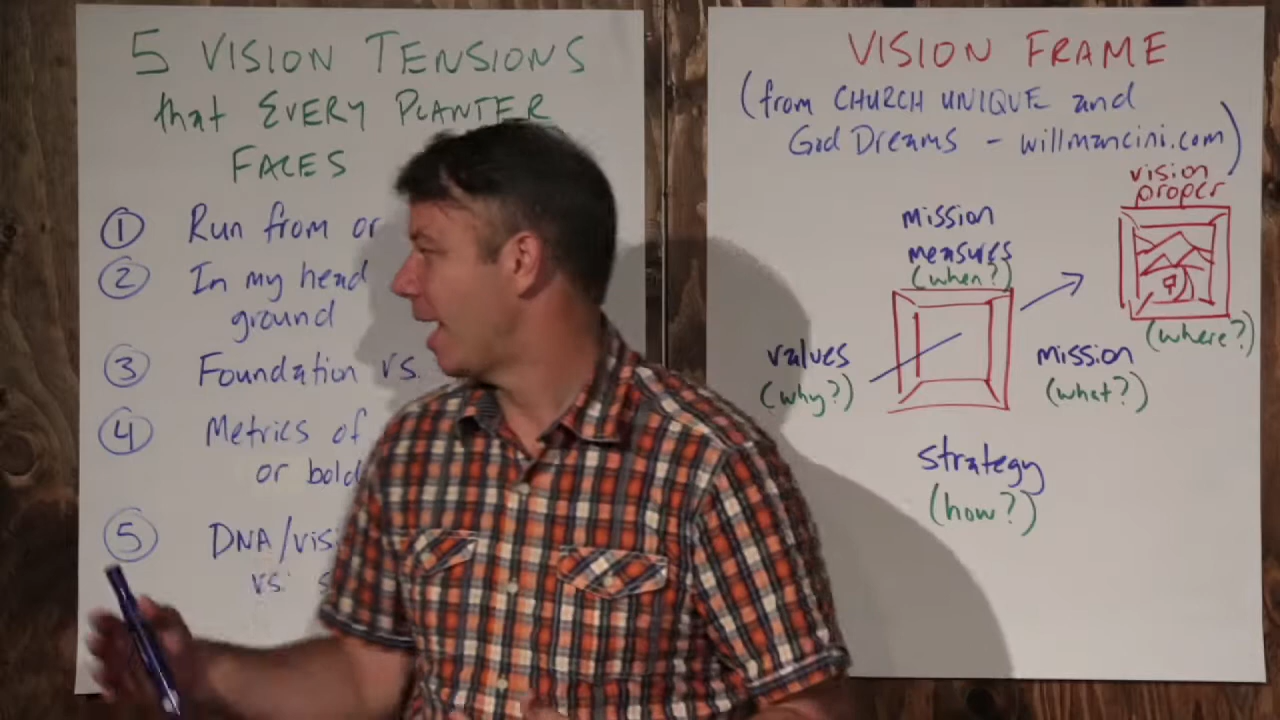 5 VISION TENSIONS
that EVERY PLANTER
FACES
1 Run from or
2 In my head
ground
3 Foundation vs.
4 Metrics of
or bold
5 DNA/visi
vs. s
VISION FRAME
(from CHURCH UNIQUE and
God Dreams - willmancini.com)
vision
proper
(where?)
mission
measures
(when?)
values
(why?)
mission
(what?)
strategy
(how?)